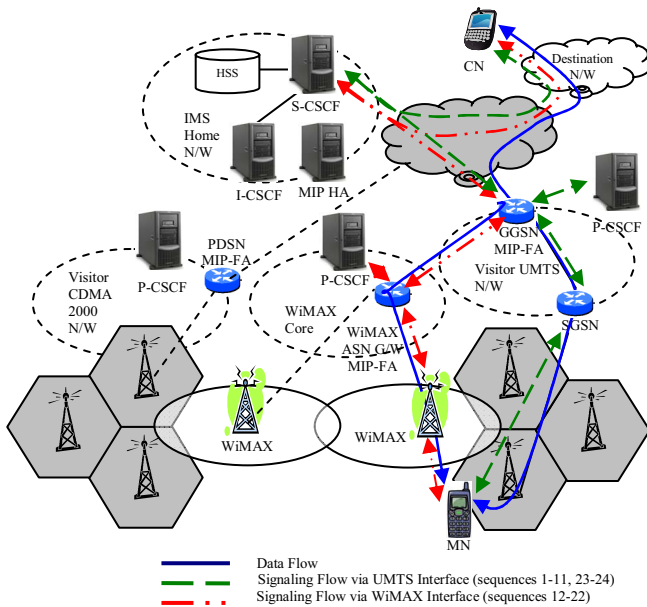 CN
Destination
N/W
HSS
S-CSCF
IMS
Home
N/W
I-CSCF
MIP HA
P-CSCF
GGSN
MIP-FA
Visitor UMTS
N/W
PDSN
MIP-FA
P-CSCF
Visitor
CDMA
2000
N/W
P-CSCF
WiMAX
Core
WiMAX
ASN G/W
MIP-FA
SGSN
WiMAX
WiMAX
MN
Data Flow
Signaling Flow via UMTS Interface (sequences 1-11, 23-24)
Signaling Flow via WiMAX Interface (sequences 12-22)